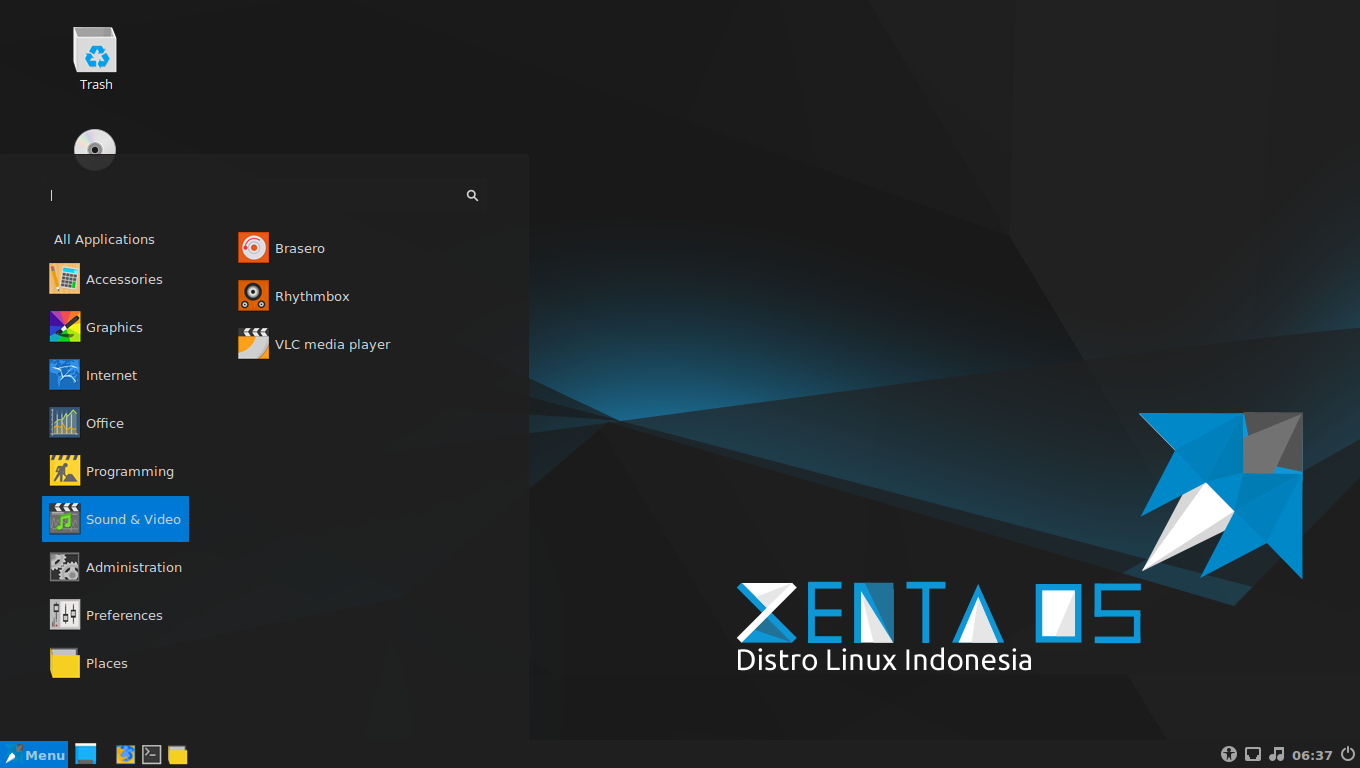 Trash
All Applications
Accessories
Graphics
Internet
Office
Programming
Sound & Video
Administration
Preferences
Places
Brasero
Rhythmbox
VLC media player
ZENTA OS
Distro Linux Indonesia
Menu
06:37